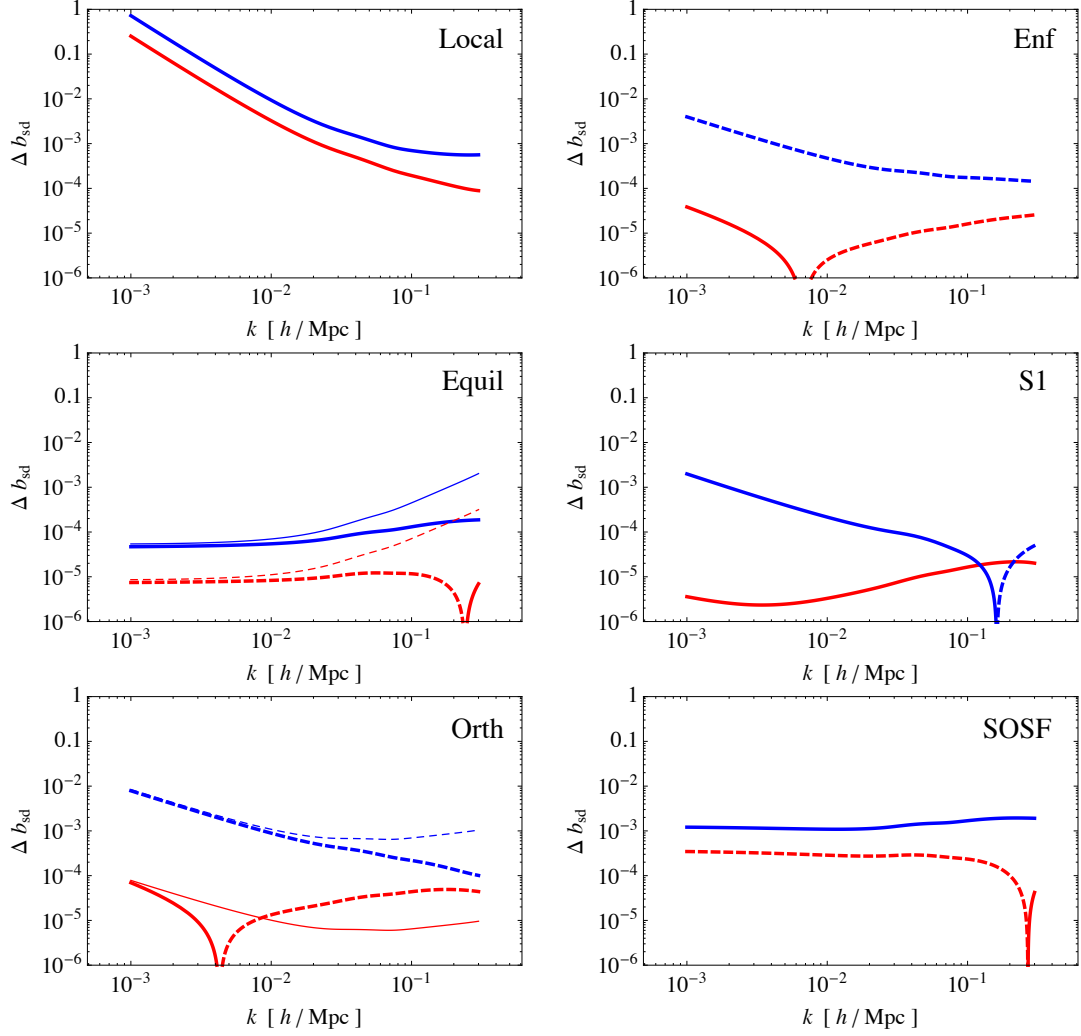 Local
1
0.1
10⁻²
10⁻³
10⁻⁴
10⁻⁵
10⁻⁶
Δ b_sd
10⁻³ 10⁻² 10⁻¹
k [ h / Mpc ]
Enf
1
0.1
10⁻²
10⁻³
10⁻⁴
10⁻⁵
10⁻⁶
Δ b_sd
10⁻³ 10⁻² 10⁻¹
k [ h / Mpc ]
Equil
1
0.1
10⁻²
10⁻³
10⁻⁴
10⁻⁵
10⁻⁶
Δ b_sd
10⁻³ 10⁻² 10⁻¹
k [ h / Mpc ]
S1
1
0.1
10⁻²
10⁻³
10⁻⁴
10⁻⁵
10⁻⁶
Δ b_sd
10⁻³ 10⁻² 10⁻¹
k [ h / Mpc ]
Orth
1
0.1
10⁻²
10⁻³
10⁻⁴
10⁻⁵
10⁻⁶
Δ b_sd
10⁻³ 10⁻² 10⁻¹
k [ h / Mpc ]
SOSF
1
0.1
10⁻²
10⁻³
10⁻⁴
10⁻⁵
10⁻⁶
Δ b_sd
10⁻³ 10⁻² 10⁻¹
k [ h / Mpc ]